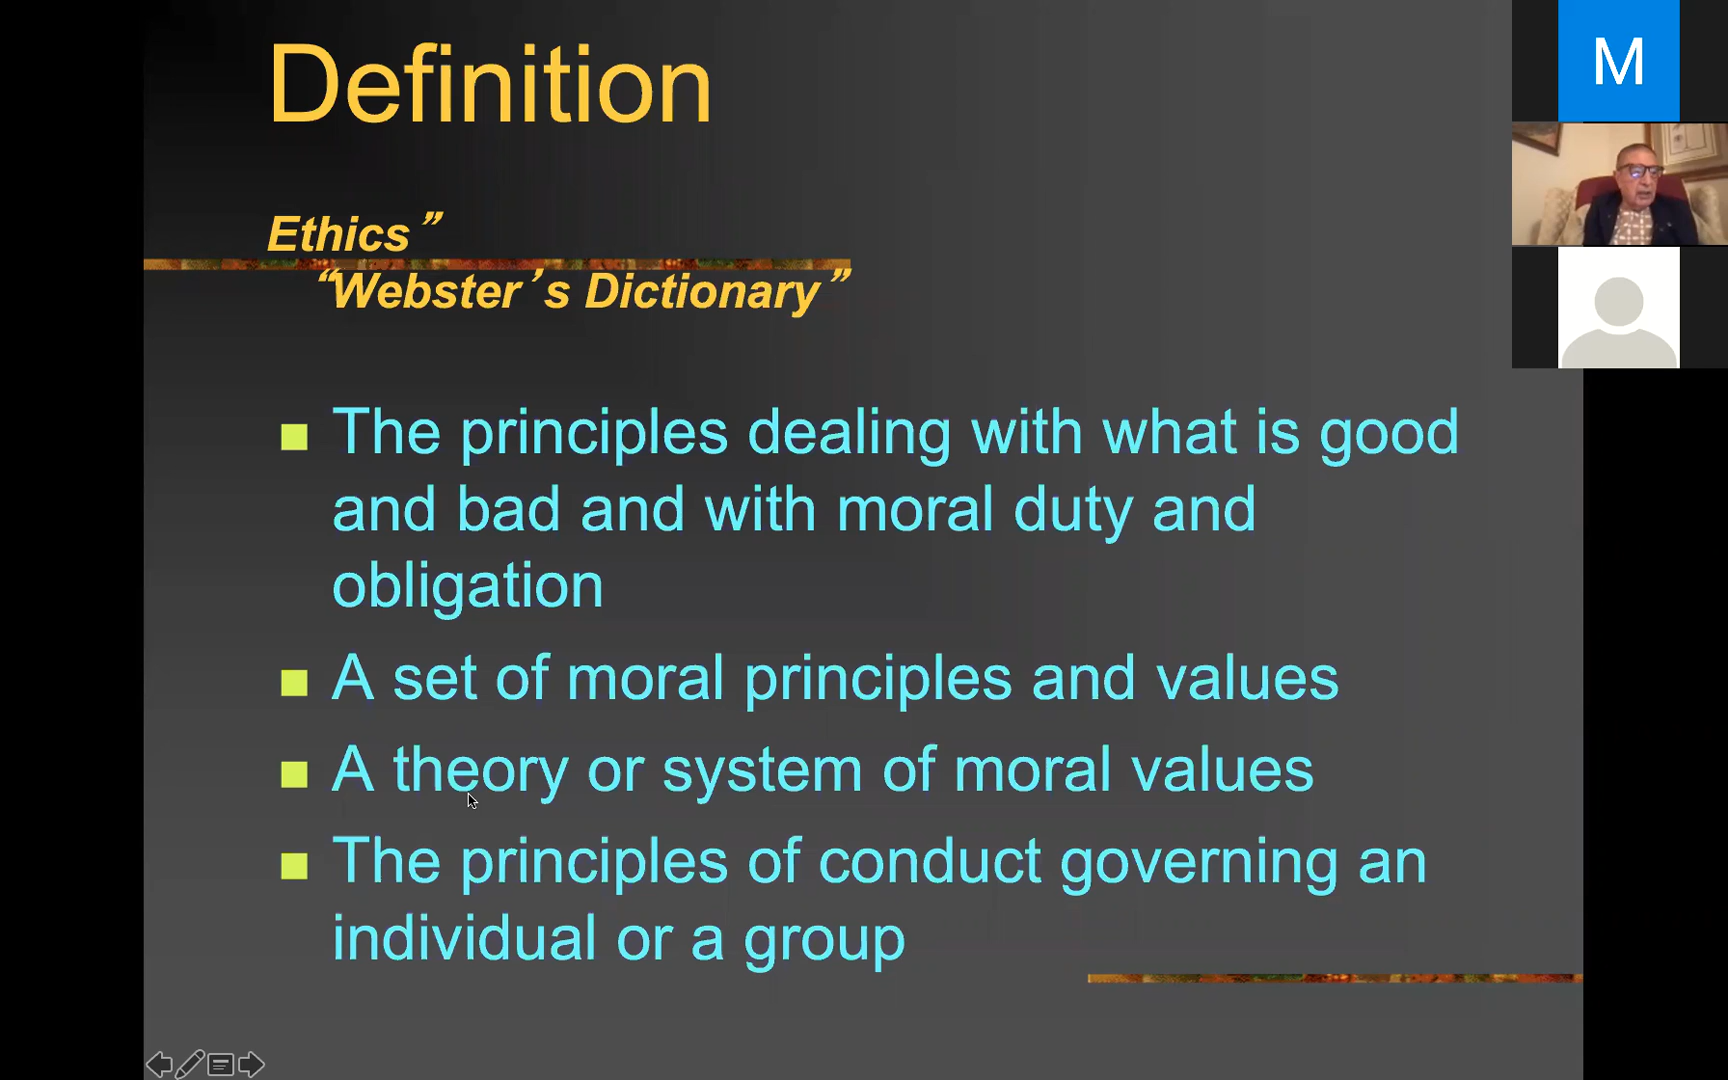 Definition
Ethics”
“Webster’s Dictionary”
The principles dealing with what is good
and bad and with moral duty and
obligation
A set of moral principles and values
A theory or system of moral values
The principles of conduct governing an
individual or a group
M